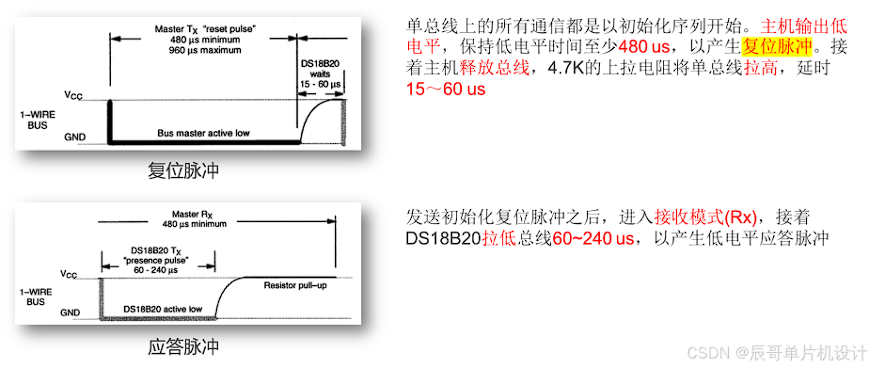 Master Tx "reset pulse"
480 µs minimum
960 µs maximum
DS18B20
waits
15 - 60 µs
VCC
1-WIRE
BUS
GND
Bus master active low
复位脉冲
单总线上的所有通信都是以初始化序列开始。主机输出低
电平，保持低电平时间至少480 us，以产生复位脉冲。接
着主机释放总线，4.7K的上拉电阻将单总线拉高，延时
15～60 us
Master Rx
480 µs minimum
DS18B20 Tx
"presence pulse"
60 - 240 µs
VCC
1-WIRE
BUS
GND
Resistor pull–up
DS18B20 active low
应答脉冲
发送初始化复位脉冲之后，进入接收模式(Rx)，接着
DS18B20拉低总线60~240 us，以产生低电平应答脉冲
CSDN @辰哥单片机设计